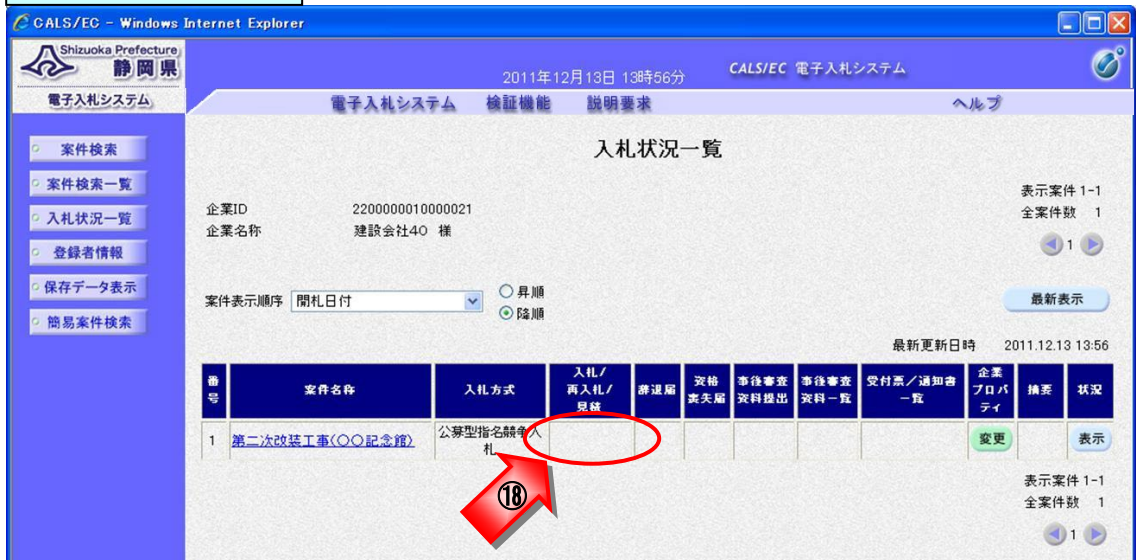 CALS/EC - Windows Internet Explorer
Shizuoka Prefecture
静岡県
電子入札システム
2011年12月13日 13時56分
CALS/EC 電子入札システム
電子入札システム 検証機能 説明要求 ヘルプ
案件検索
案件検索一覧
入札状況一覧
登録者情報
保存データ表示
簡易案件検索
入札状況一覧
表示案件 1-1
全案件数 1
1
企業ID 2200000010000021
企業名称 建設会社40 様
案件表示順序 開札日付
昇順
降順
最新表示
最新更新日時 2011.12.13 13:56
番号 案件名称 入札方式 入札/再入札/見積 辞退届 資格喪失届 事後審査資料提出 事後審査資料一覧 受付票/通知書一覧 企業プロパティ 摘要 状況
1 第二次改装工事(〇〇記念館) 公募型指名競争入札 変更 表示
⑱
表示案件 1-1
全案件数 1
1